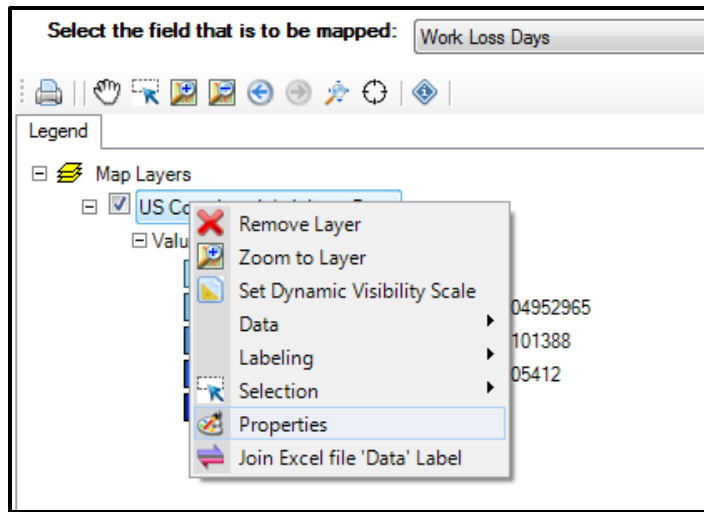 Select the field that is to be mapped: Work Loss Days
Legend
Map Layers
US Co
Valu
Remove Layer
Zoom to Layer
Set Dynamic Visibility Scale
Data 04952965
101388
Labeling
05412
Selection
Properties
Join Excel file 'Data' Label